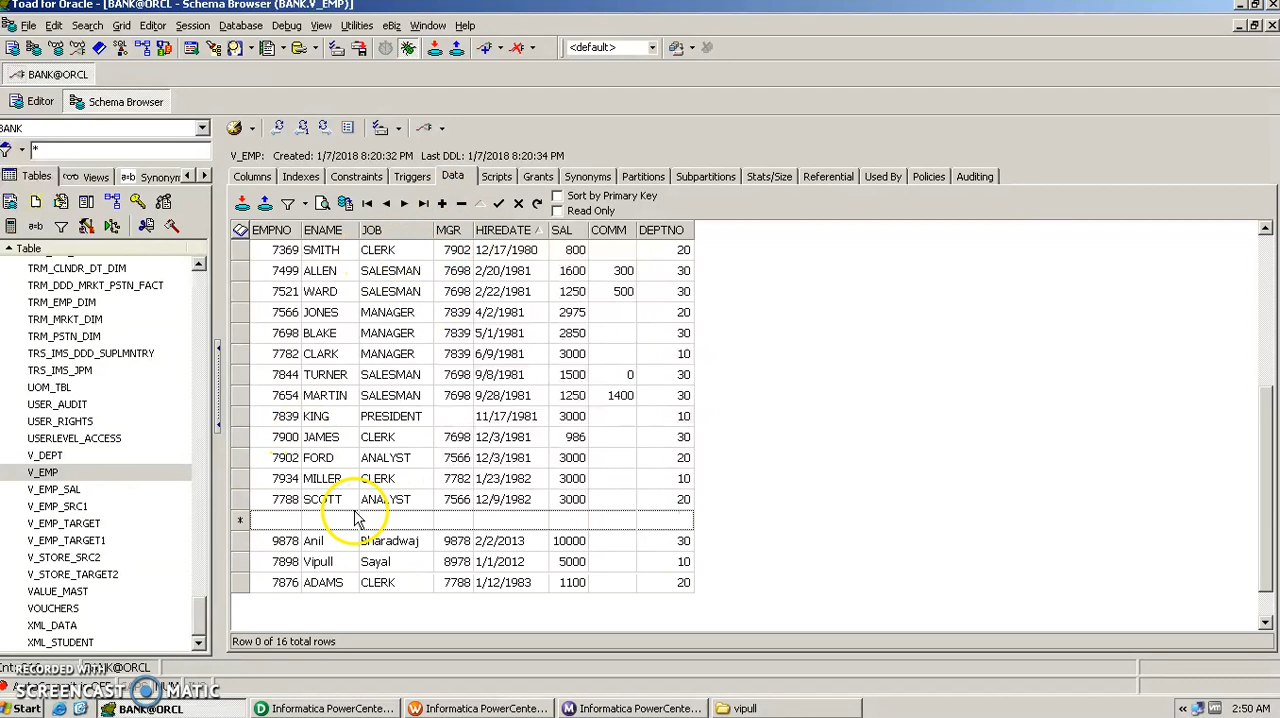 Toad for Oracle - [BANK@ORCL - Schema Browser (BANK.V_EMP)]
File Edit Search Grid Editor Session Database Debug View Utilities eBiz Window Help
<default>
BANK@ORCL
Editor Schema Browser
BANK
*
V_EMP: Created: 1/7/2018 8:20:32 PM Last DDL: 1/7/2018 8:20:34 PM
Tables Views Synonym
Columns Indexes Constraints Triggers Data Scripts Grants Synonyms Partitions Subpartitions Stats/Size Referential Used By Policies Auditing
Sort by Primary Key
Read Only
Table
TRM_CLNDR_DT_DIM
TRM_DDD_MRKT_PSTN_FACT
TRM_EMP_DIM
TRM_MRKT_DIM
TRM_PSTN_DIM
TRS_IMS_DDD_SUPLMNTRY
TRS_IMS_JPM
UOM_TBL
USER_AUDIT
USER_RIGHTS
USERLEVEL_ACCESS
V_DEPT
V_EMP
V_EMP_SAL
V_EMP_SRC1
V_EMP_TARGET
V_EMP_TARGET1
V_STORE_SRC2
V_STORE_TARGET2
VALUE_MAST
VOUCHERS
XML_DATA
XML_STUDENT
EMPNO ENAME JOB MGR HIREDATE SAL COMM DEPTNO
7369 SMITH CLERK 7902 12/17/1980 800 20
7499 ALLEN SALESMAN 7698 2/20/1981 1600 300 30
7521 WARD SALESMAN 7698 2/22/1981 1250 500 30
7566 JONES MANAGER 7839 4/2/1981 2975 20
7698 BLAKE MANAGER 7839 5/1/1981 2850 30
7782 CLARK MANAGER 7839 6/9/1981 3000 10
7844 TURNER SALESMAN 7698 9/8/1981 1500 0 30
7654 MARTIN SALESMAN 7698 9/28/1981 1250 1400 30
7839 KING PRESIDENT 11/17/1981 3000 10
7900 JAMES CLERK 7698 12/3/1981 986 30
7902 FORD ANALYST 7566 12/3/1981 3000 20
7934 MILLER CLERK 7782 1/23/1982 3000 10
7788 SCOTT ANALYST 7566 12/9/1982 3000 20
*
9878 Anil Bharadwaj 9878 2/2/2013 10000 30
7898 Vipull Sayal 8978 1/1/2012 5000 10
7876 ADAMS CLERK 7788 1/12/1983 1100 20
Row 0 of 16 total rows
BANK@ORCL
RECORDED WITH
SCREENCAST MATIC
Start BANK@ORCL Informatica PowerCente... Informatica PowerCente... Informatica PowerCente... vipull 2:50 AM